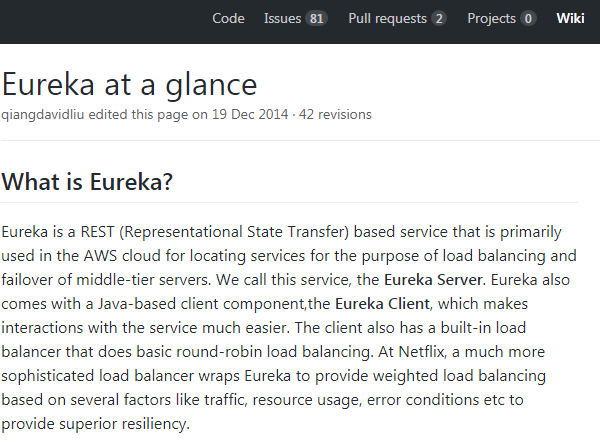 Code Issues 81 Pull requests 2 Projects 0 Wiki
Eureka at a glance
qiangdavidliu edited this page on 19 Dec 2014 · 42 revisions
What is Eureka?
Eureka is a REST (Representational State Transfer) based service that is primarily
used in the AWS cloud for locating services for the purpose of load balancing and
failover of middle-tier servers. We call this service, the Eureka Server. Eureka also
comes with a Java-based client component,the Eureka Client, which makes
interactions with the service much easier. The client also has a built-in load
balancer that does basic round-robin load balancing. At Netflix, a much more
sophisticated load balancer wraps Eureka to provide weighted load balancing
based on several factors like traffic, resource usage, error conditions etc to
provide superior resiliency.